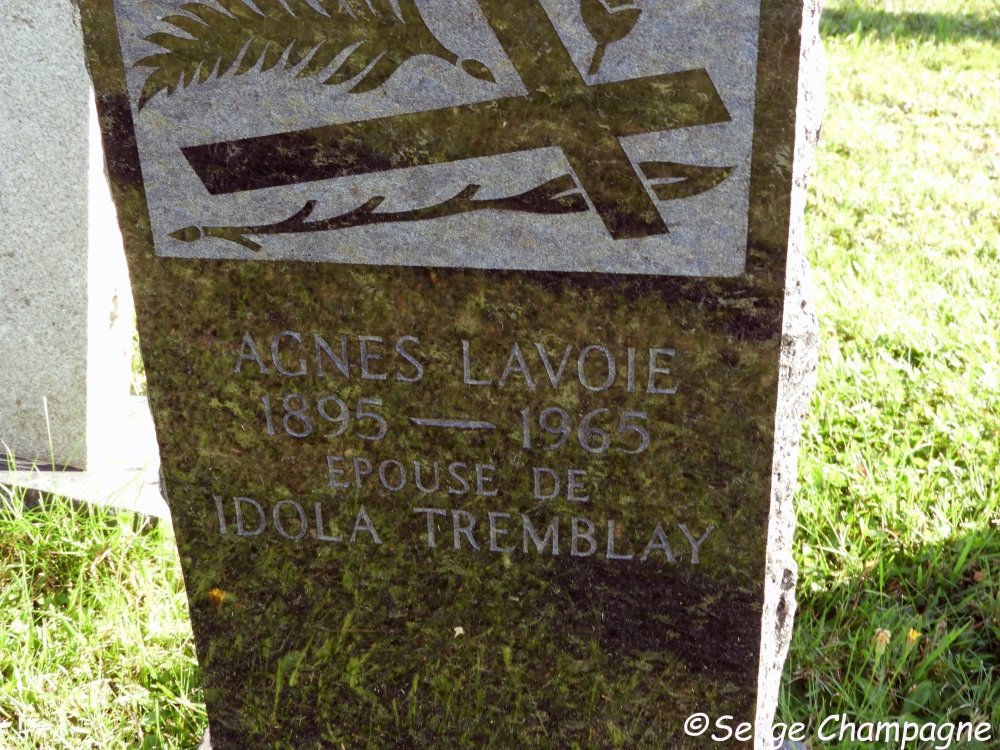 AGNES LAVOIE
1895 — 1965
EPOUSE DE
IDOLA TREMBLAY
©Serge Champagne